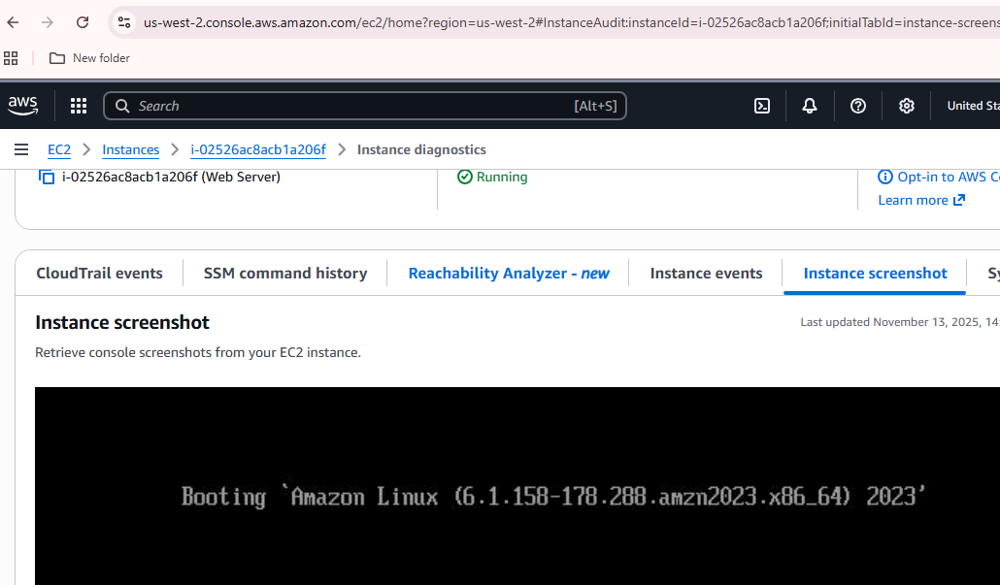 us-west-2.console.aws.amazon.com/ec2/home?region=us-west-2#InstanceAudit:instanceId=i-02526ac8acb1a206f;initialTabId=instance-screens
New folder
aws
Search [Alt+S]
United Sta
EC2 > Instances > i-02526ac8acb1a206f > Instance diagnostics
i-02526ac8acb1a206f (Web Server)
Running
Opt-in to AWS Co
Learn more
CloudTrail events
SSM command history
Reachability Analyzer - new
Instance events
Instance screenshot
Sy
Instance screenshot
Last updated November 13, 2025, 14:
Retrieve console screenshots from your EC2 instance.
Booting `Amazon Linux (6.1.158-178.288.amzn2023.x86_64) 2023'